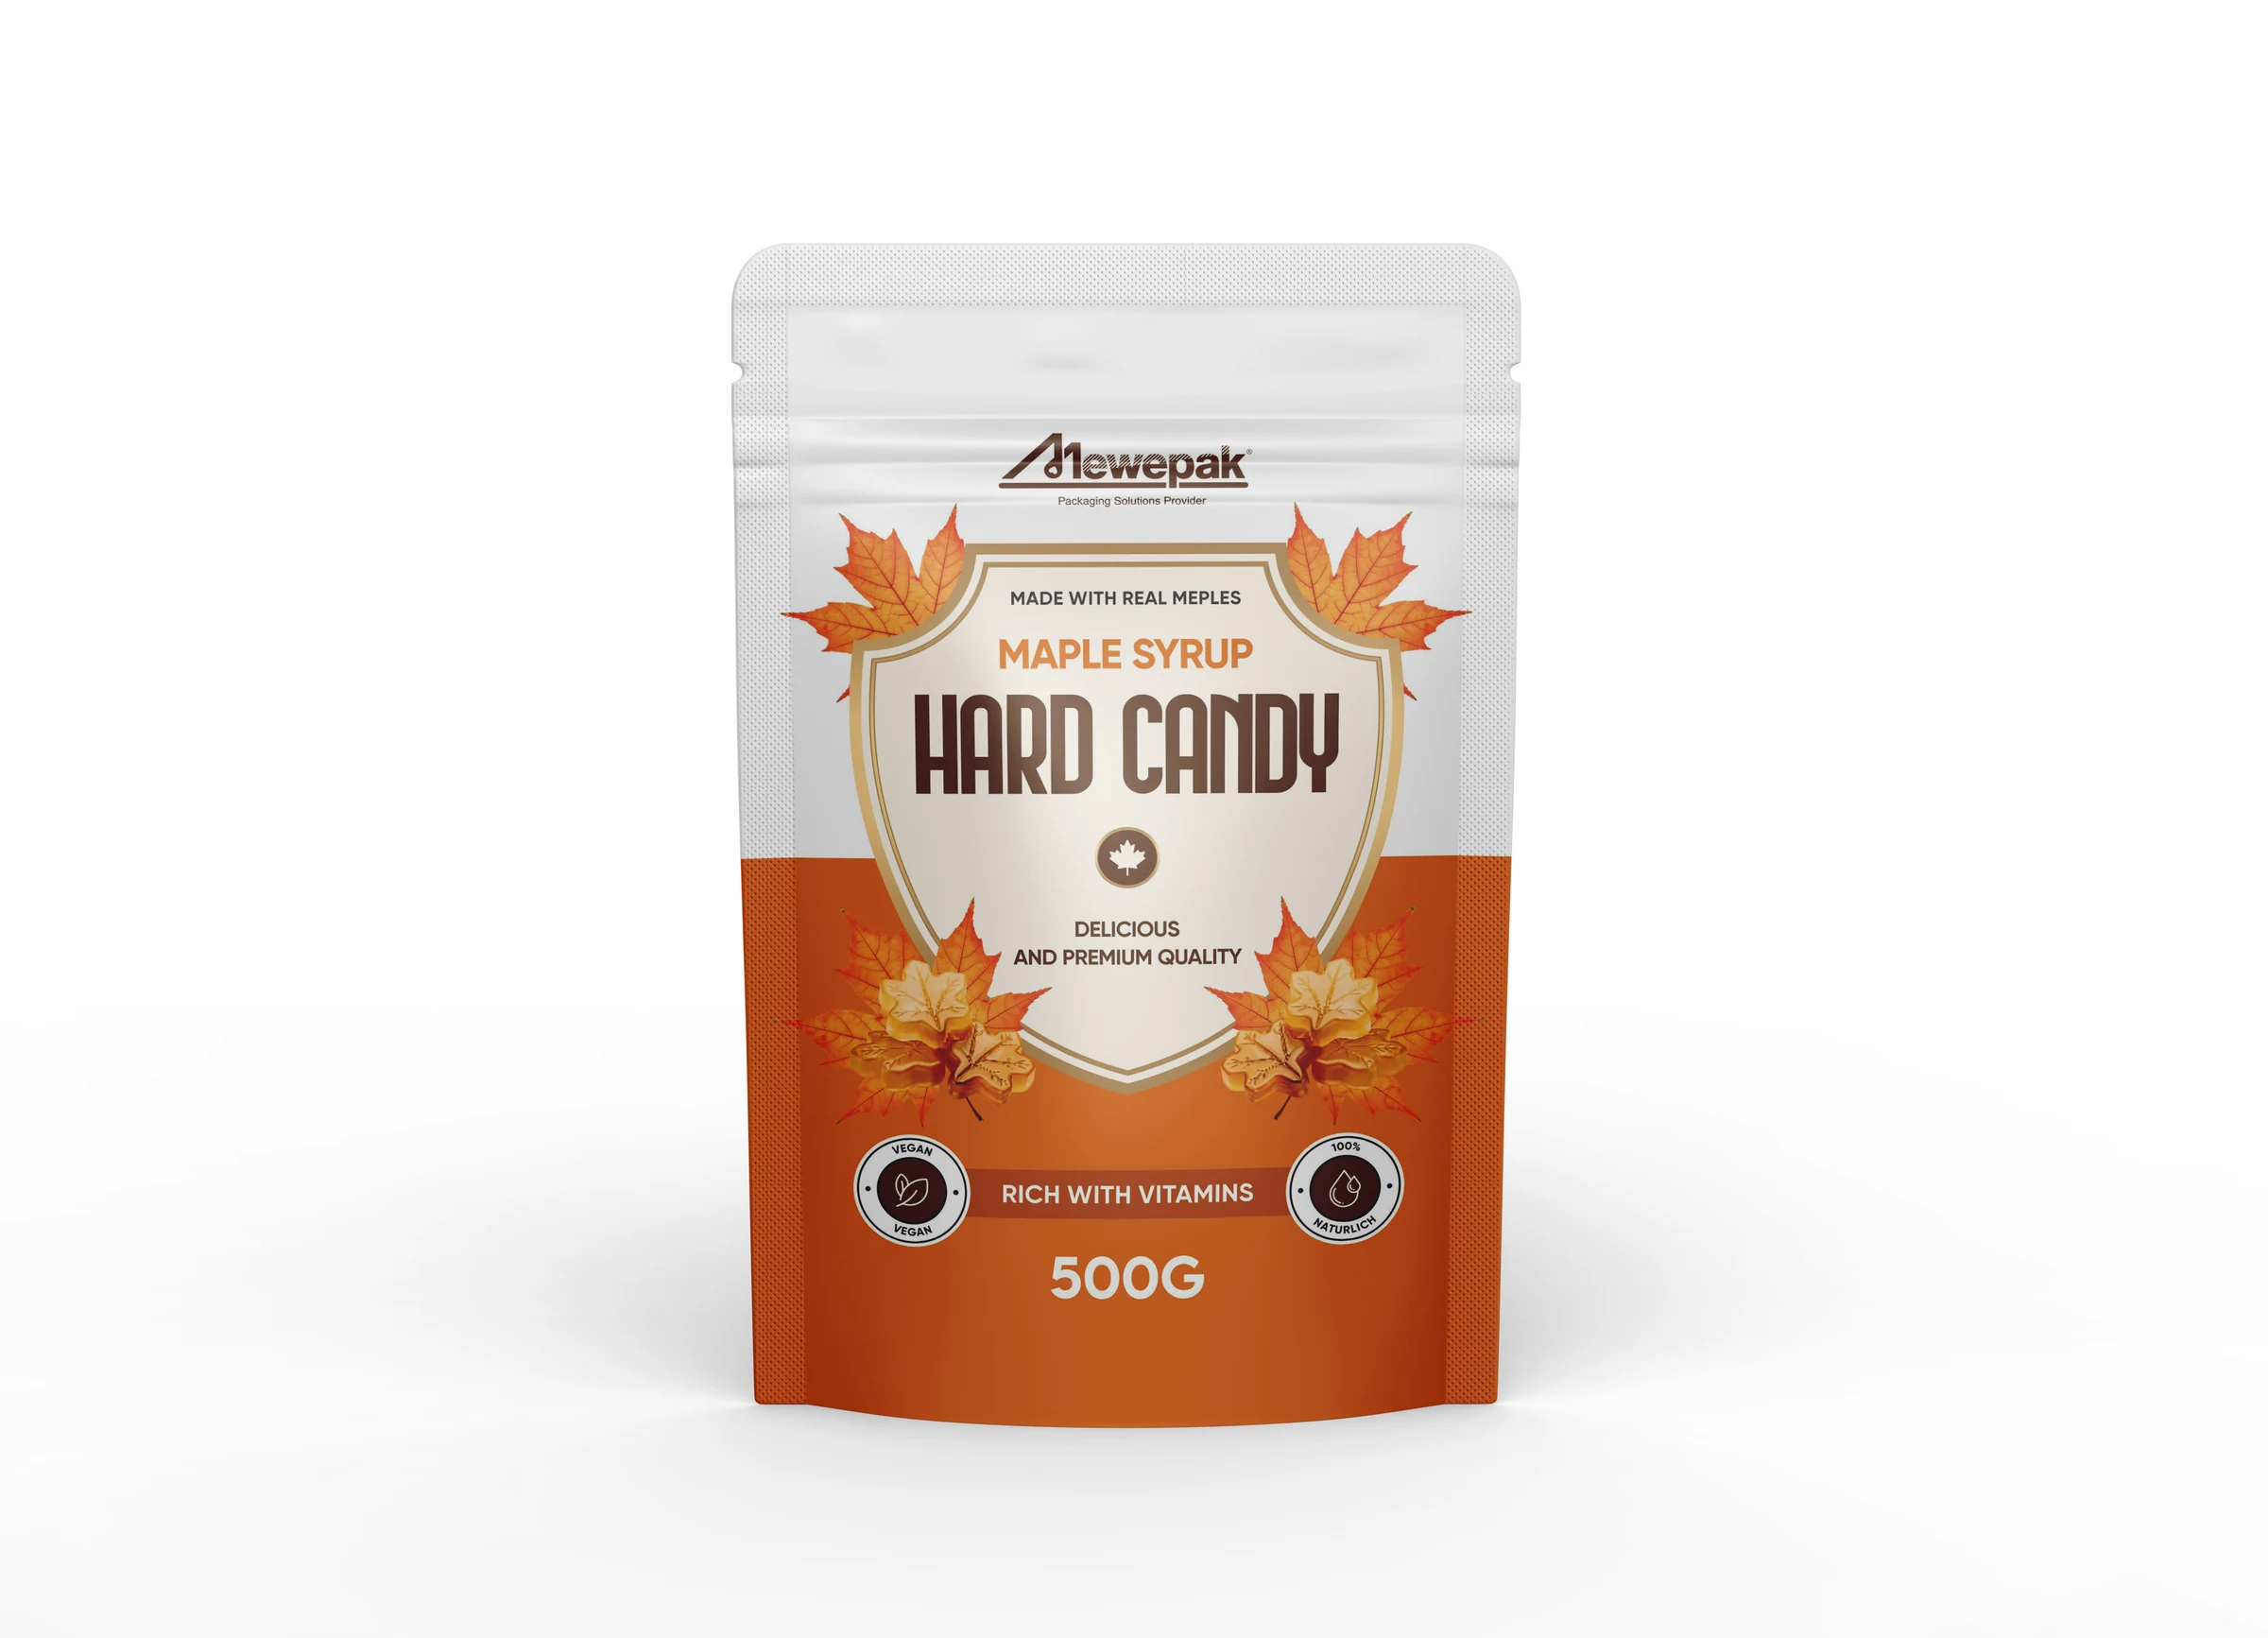 Mewepak®
Packaging Solutions Provider
MADE WITH REAL MEPLES
MAPLE SYRUP
HARD CANDY
DELICIOUS
AND PREMIUM QUALITY
VEGAN
VEGAN
RICH WITH VITAMINS
100%
NATURLICH
500G